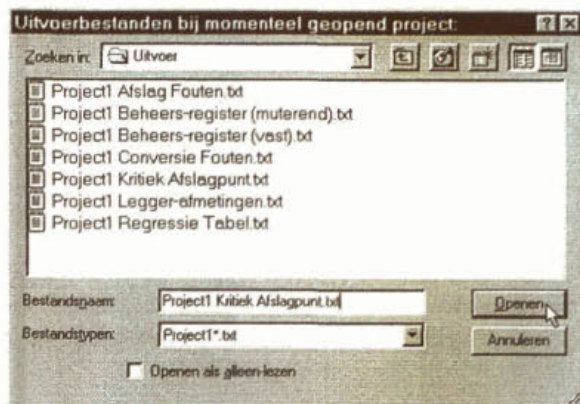 Uitvoerbestanden bij momenteel geopend project:
Zoeken in: Uitvoer
Project1 Afslag Fouten.txt
Project1 Beheers-register (muterend).txt
Project1 Beheers-register (vast).txt
Project1 Conversie Fouten.txt
Project1 Kritiek Afslagpunt.txt
Project1 Legger-afmetingen.txt
Project1 Regressie Tabel.txt
Bestandsnaam: Project1 Kritiek Afslagpunt.txt Openen
Bestandstypen: Project1*.txt Annuleren
Openen als alleen-lezen